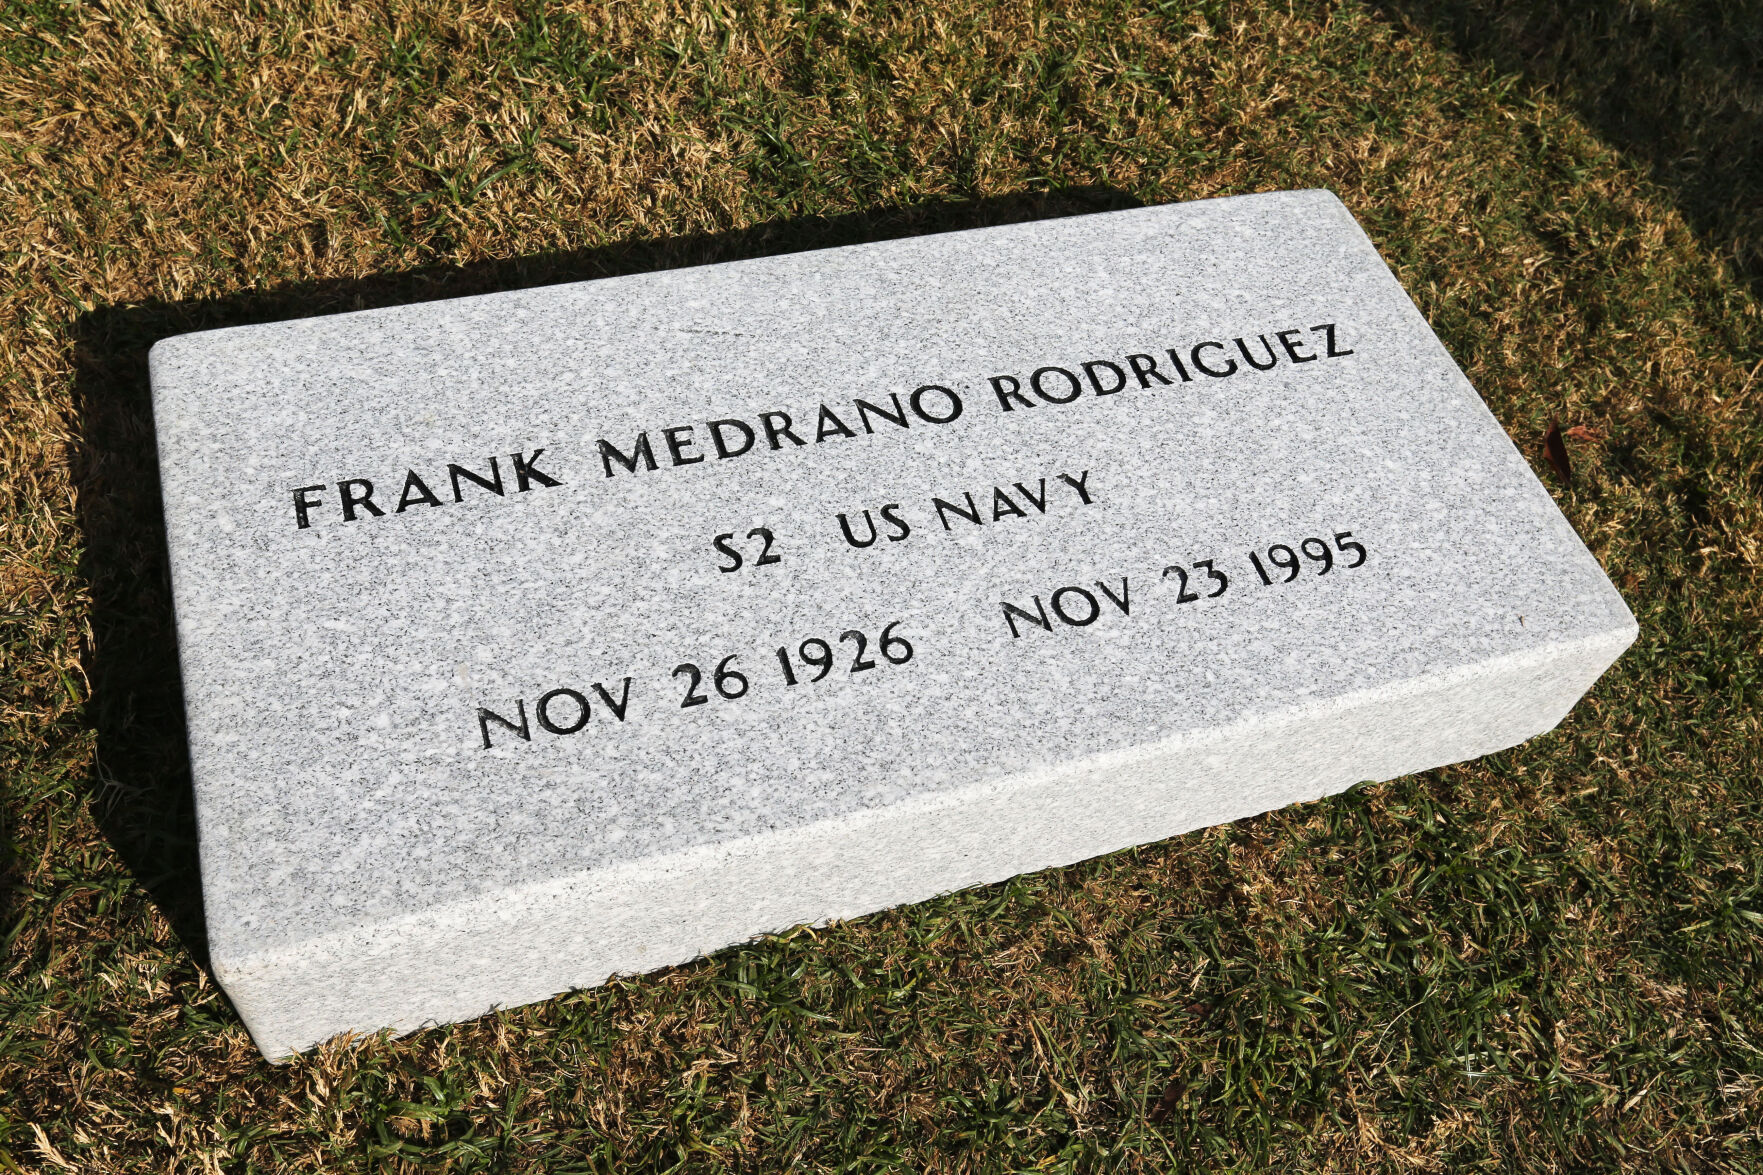 FRANK MEDRANO RODRIGUEZ
S2 US NAVY
NOV 26 1926 NOV 23 1995